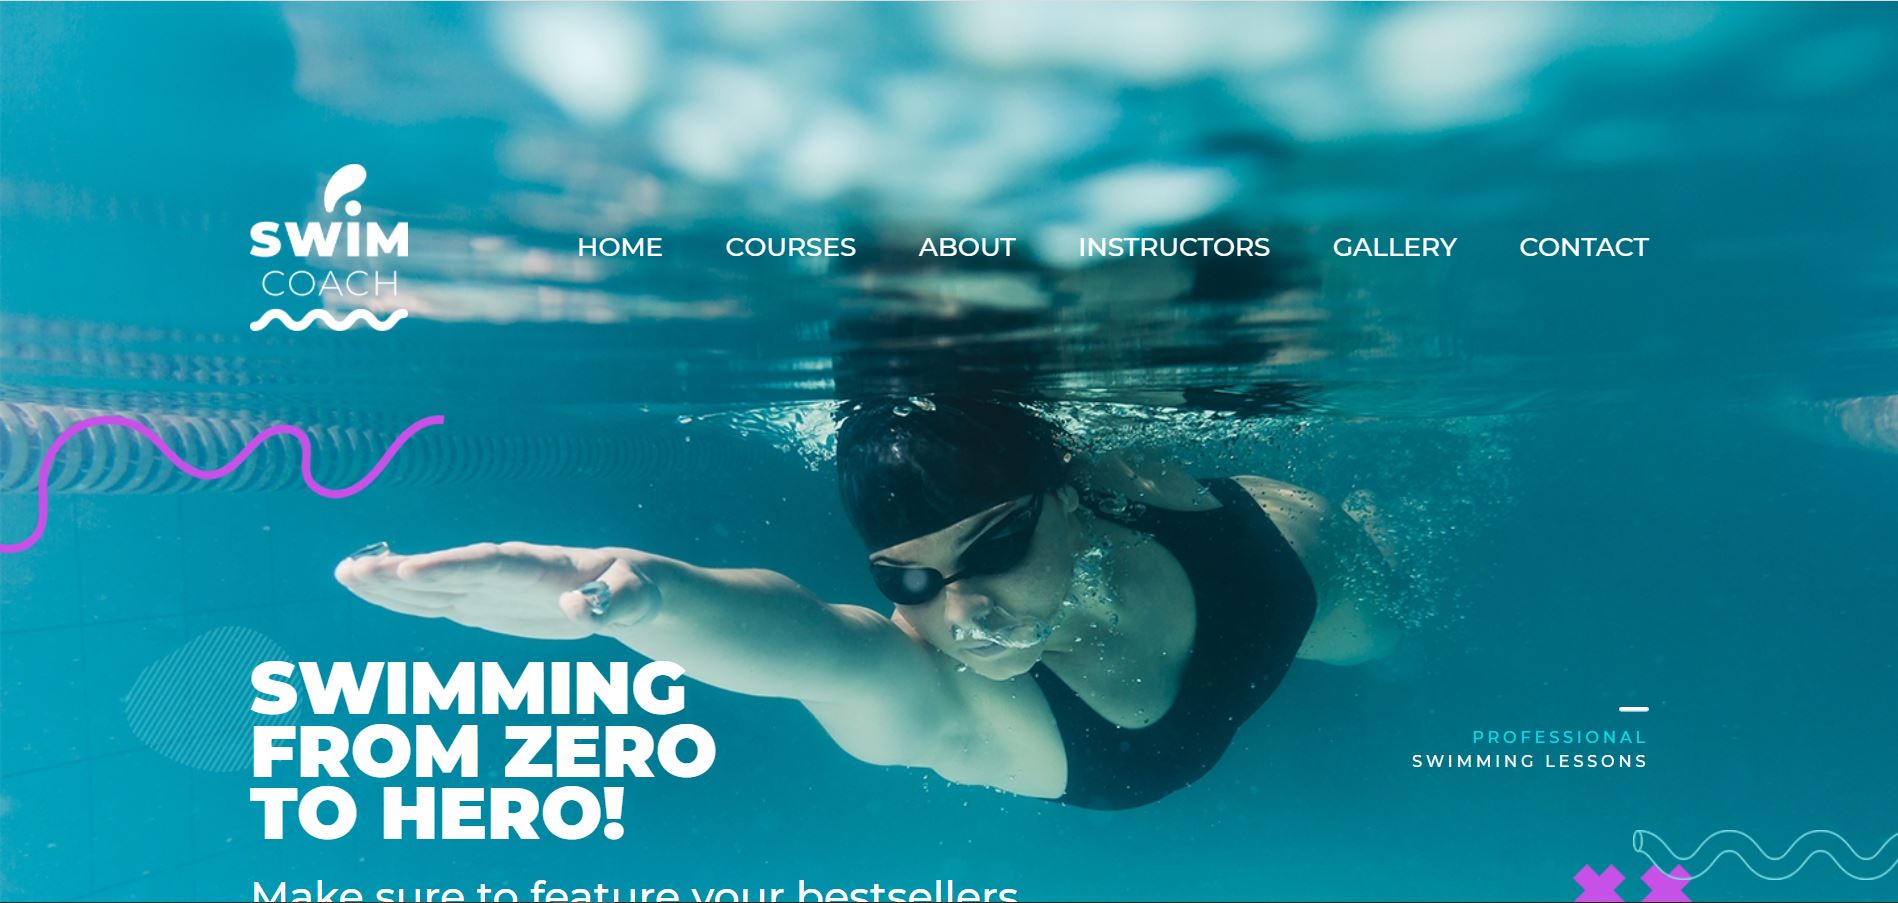 SWiM
COACH
HOME COURSES ABOUT INSTRUCTORS GALLERY CONTACT
SWIMMING
FROM ZERO
TO HERO!
PROFESSIONAL
SWIMMING LESSONS
Make sure to feature your bestsellers